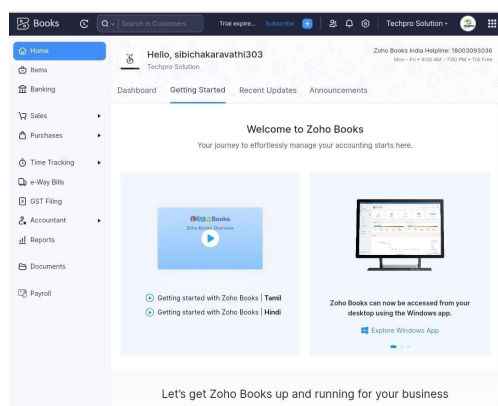 Books
Search in Customers
Trial expire...
Subscribe
Techpro Solution
Home
Items
Banking
Sales
Purchases
Time Tracking
e-Way Bills
GST Filing
Accountant
Reports
Documents
Payroll
Hello, sibichakaravathi303
Techpro Solution
Zoho Books India Helpline: 18003093036
Mon - Fri • 9:00 AM - 7:00 PM • Toll Free
Dashboard
Getting Started
Recent Updates
Announcements
Welcome to Zoho Books
Your journey to effortlessly manage your accounting starts here.
ZOHO Books
Zoho Books Overview
Getting started with Zoho Books | Tamil
Getting started with Zoho Books | Hindi
Zoho Books can now be accessed from your
desktop using the Windows app.
Explore Windows App
Let's get Zoho Books up and running for your business